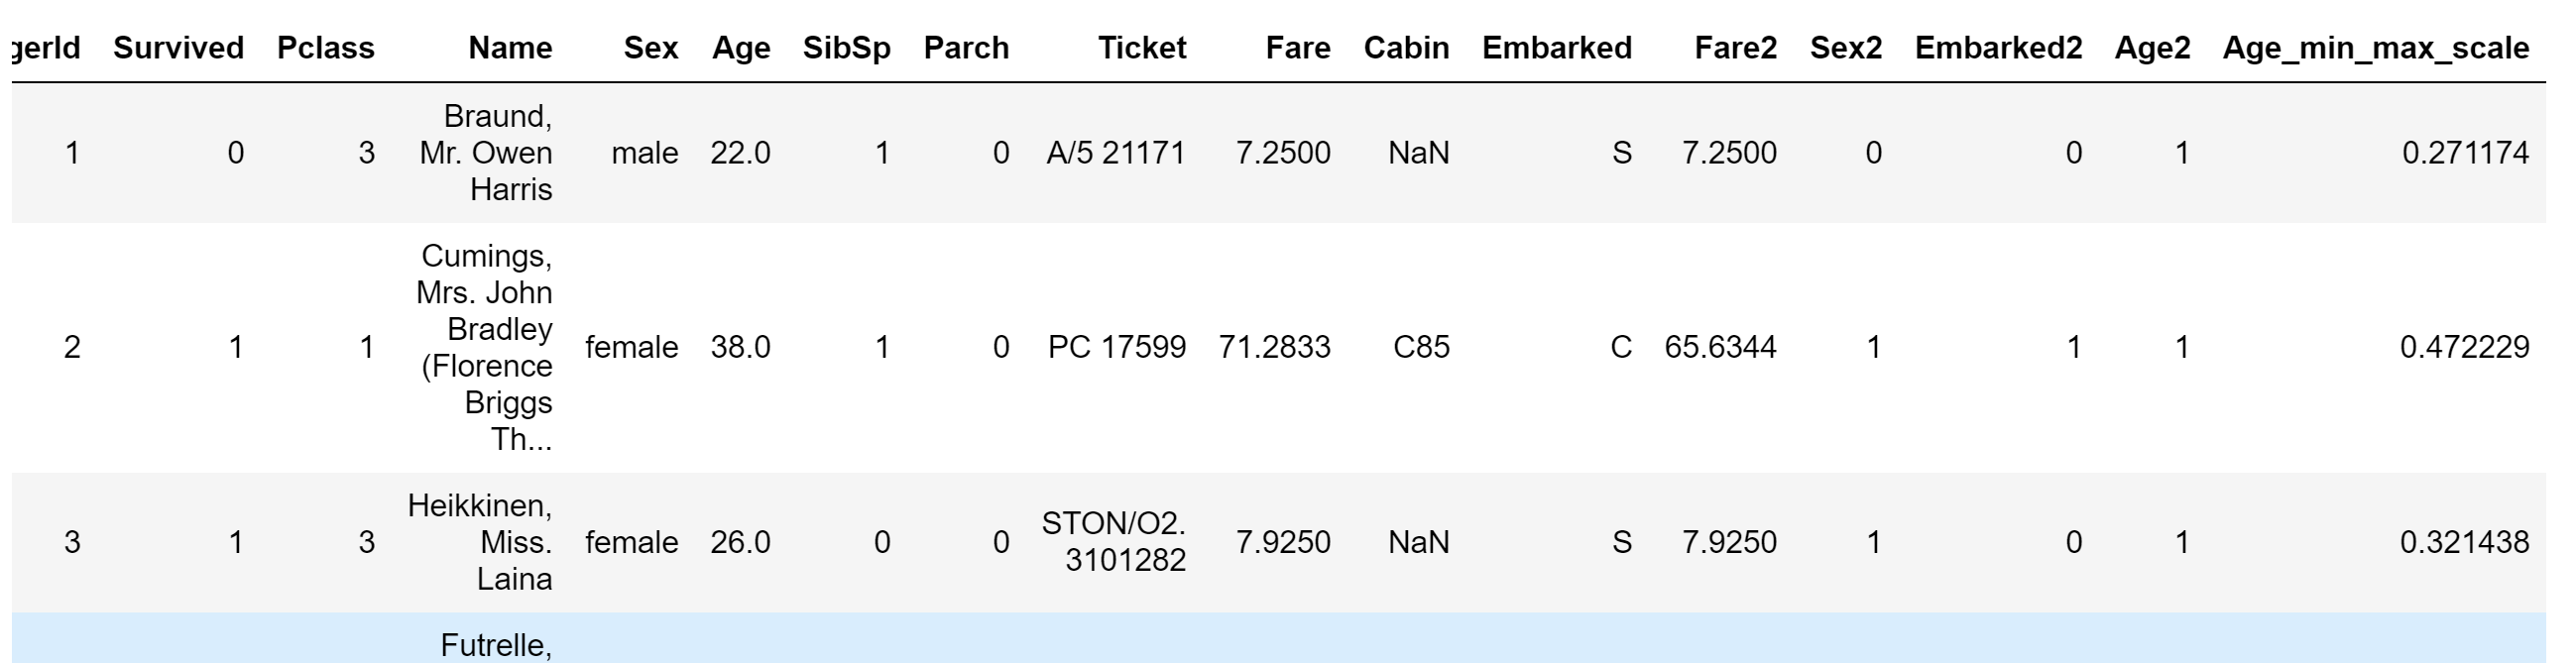 gerId Survived Pclass Name Sex Age SibSp Parch Ticket Fare Cabin Embarked Fare2 Sex2 Embarked2 Age2 Age_min_max_scale
Braund,
1 0 3 Mr. Owen male 22.0 1 0 A/5 21171 7.2500 NaN S 7.2500 0 0 1 0.271174
Harris
Cumings,
Mrs. John
Bradley
2 1 1 female 38.0 1 0 PC 17599 71.2833 C85 C 65.6344 1 1 1 0.472229
(Florence
Briggs
Th...
Heikkinen,
STON/O2.
3 1 3 Miss. female 26.0 0 0 7.9250 NaN S 7.9250 1 0 1 0.321438
3101282
Laina
Futrelle,